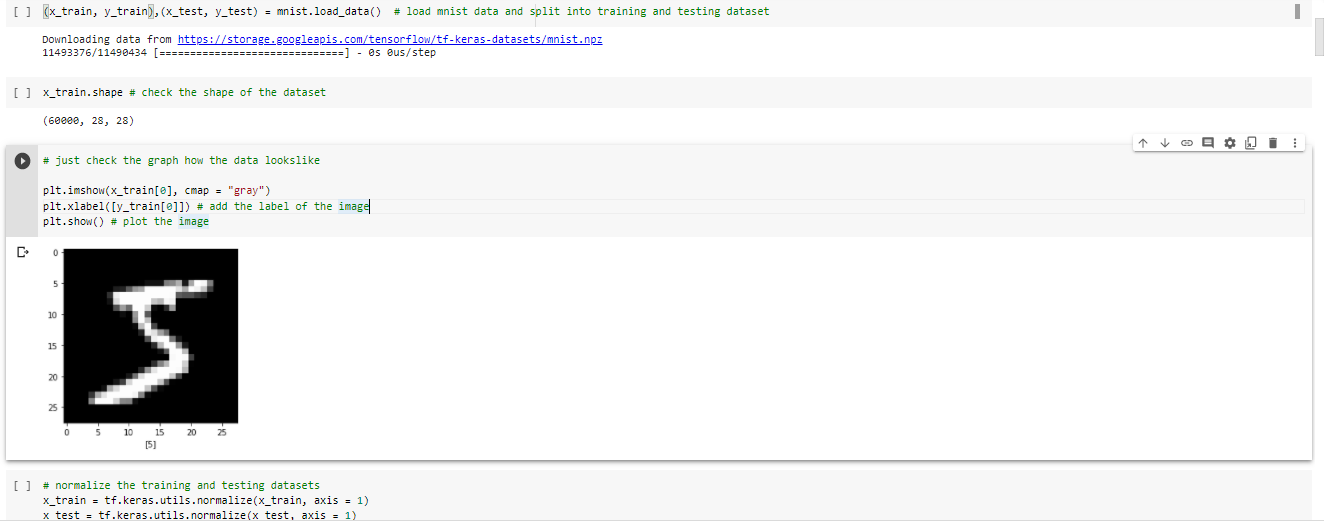 [ ] (x_train, y_train),(x_test, y_test) = mnist.load_data()  # load mnist data and split into training and testing dataset
Downloading data from https://storage.googleapis.com/tensorflow/tf-keras-datasets/mnist.npz
11493376/11490434 [==============================] - 0s 0us/step
[ ] x_train.shape # check the shape of the dataset
(60000, 28, 28)
# just check the graph how the data lookslike
plt.imshow(x_train[0], cmap = "gray")
plt.xlabel([y_train[0]]) # add the label of the image
plt.show() # plot the image
0
5
10
15
20
25
0 5 10 15 20 25
[5]
[ ] # normalize the training and testing datasets
x_train = tf.keras.utils.normalize(x_train, axis = 1)
x_test = tf.keras.utils.normalize(x_test, axis = 1)